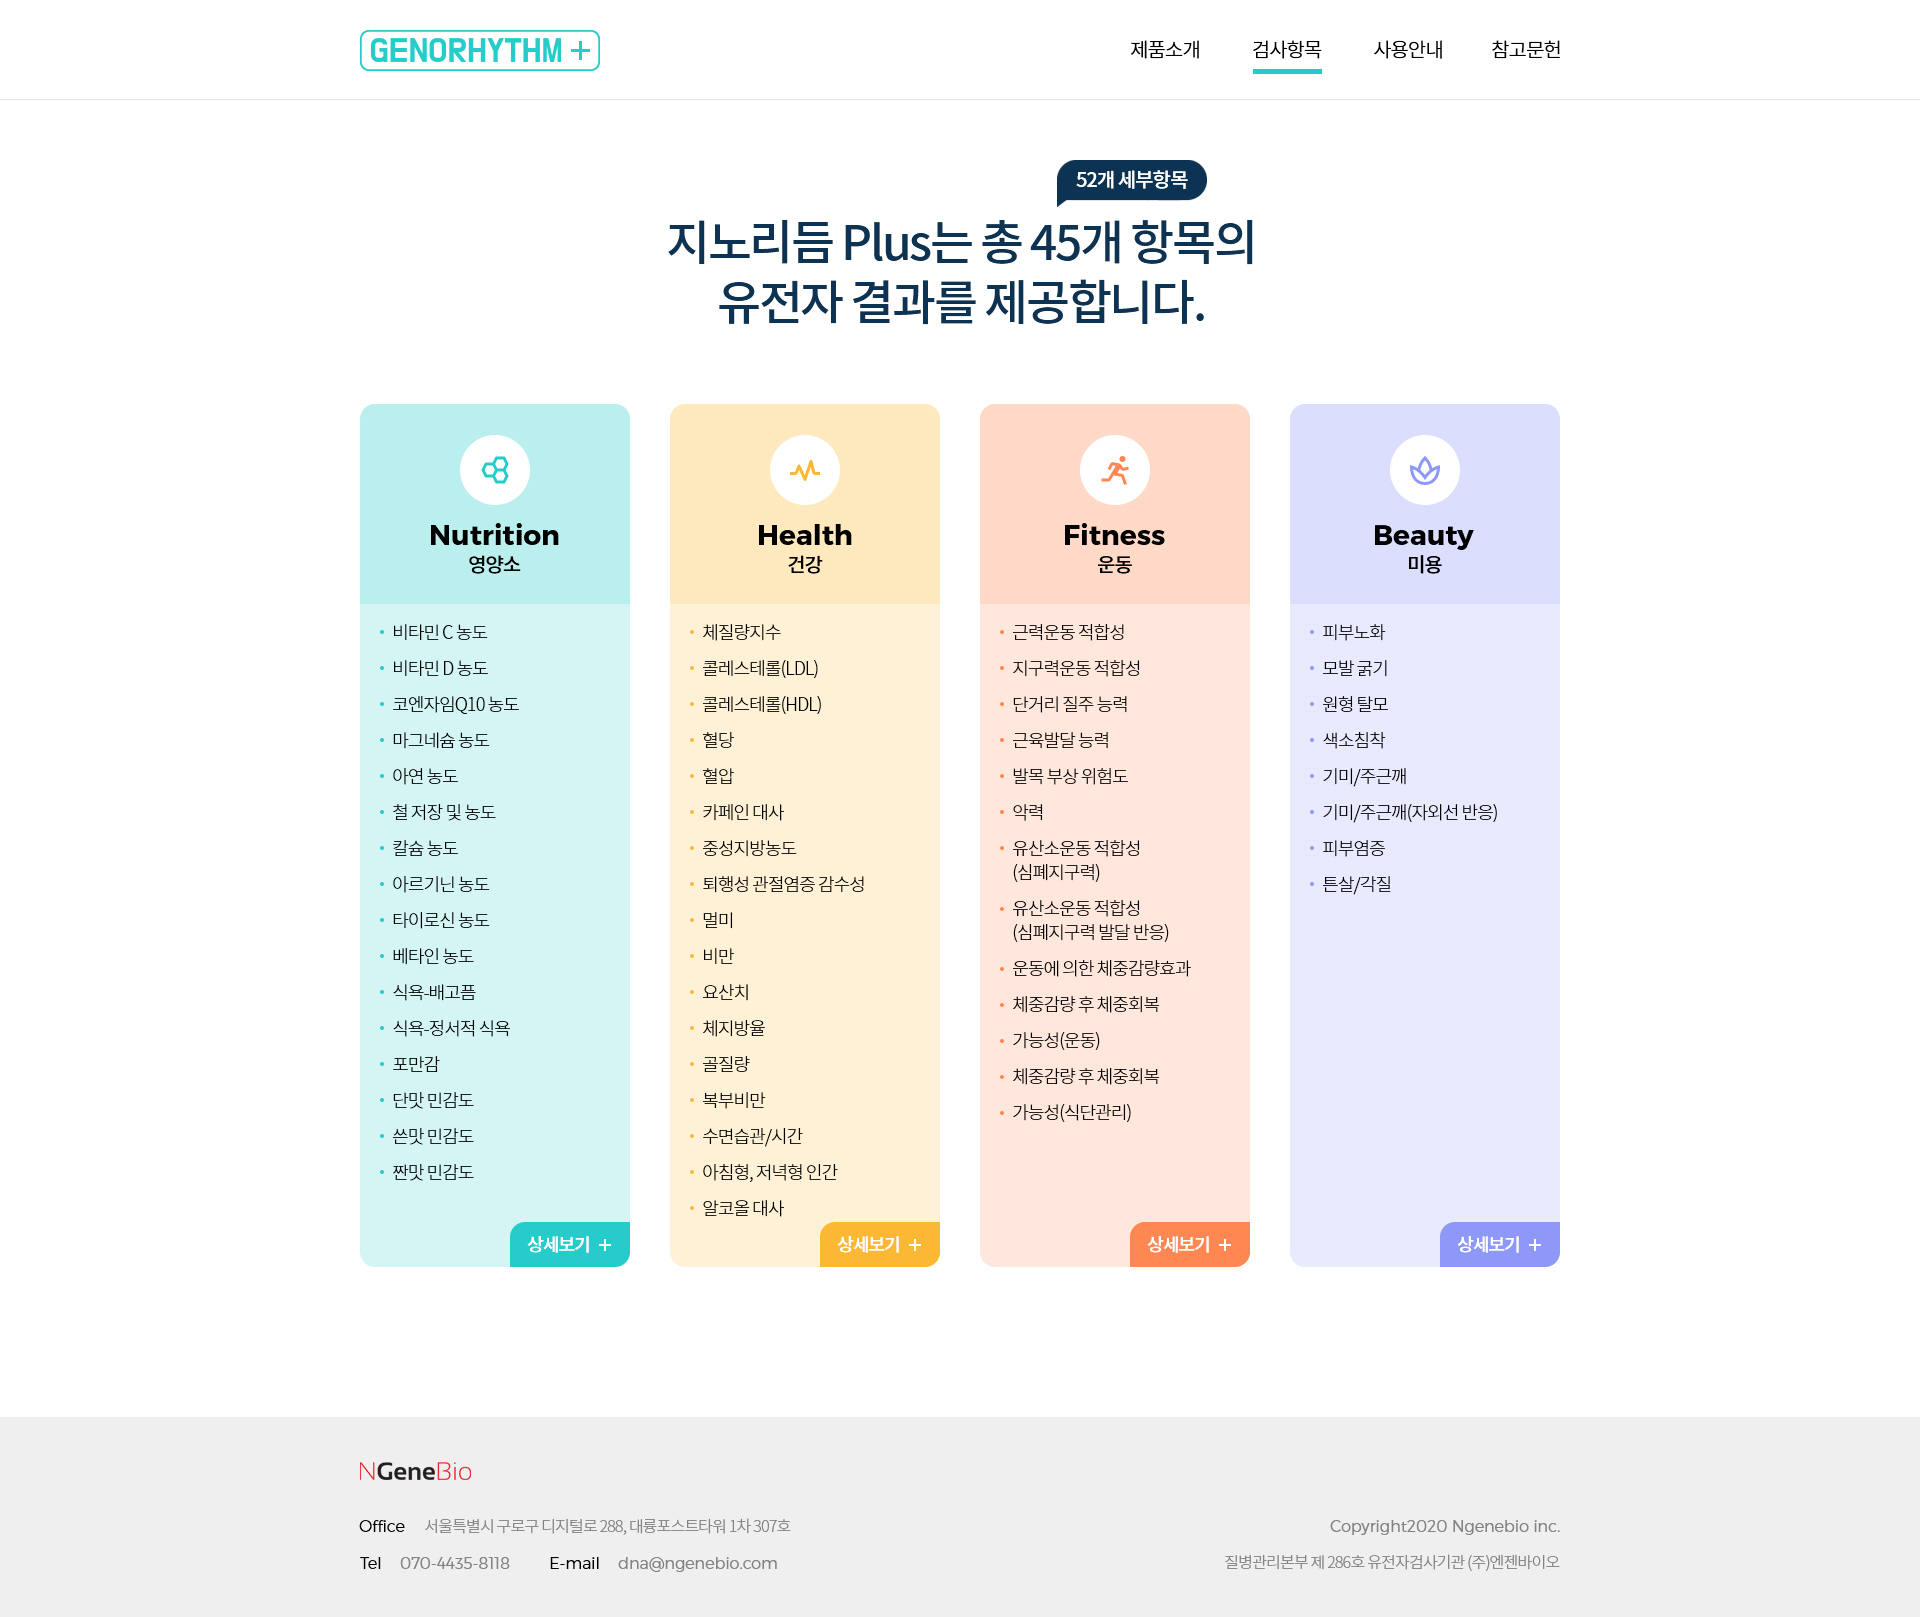 GENORHYTHM +
제품소개
검사항목
사용안내
참고문헌
52개 세부항목
지노리듬 Plus는 총 45개 항목의
유전자 결과를 제공합니다.
Nutrition
영양소
비타민 C 농도
비타민 D 농도
코엔자임Q10 농도
마그네슘 농도
아연 농도
철 저장 및 농도
칼슘 농도
아르기닌 농도
타이로신 농도
베타인 농도
식욕-배고픔
식욕-정서적 식욕
포만감
단맛 민감도
쓴맛 민감도
짠맛 민감도
상세보기 +
Health
건강
체질량지수
콜레스테롤(LDL)
콜레스테롤(HDL)
혈당
혈압
카페인 대사
중성지방농도
퇴행성 관절염증 감수성
멀미
비만
요산치
체지방율
골질량
복부비만
수면습관/시간
아침형, 저녁형 인간
알코올 대사
상세보기 +
Fitness
운동
근력운동 적합성
지구력운동 적합성
단거리 질주 능력
근육발달 능력
발목 부상 위험도
악력
유산소운동 적합성
(심폐지구력)
유산소운동 적합성
(심폐지구력 발달 반응)
운동에 의한 체중감량효과
체중감량 후 체중회복
가능성(운동)
체중감량 후 체중회복
가능성(식단관리)
상세보기 +
Beauty
미용
피부노화
모발 굵기
원형 탈모
색소침착
기미/주근깨
기미/주근깨(자외선 반응)
피부염증
튼살/각질
상세보기 +
NGeneBio
Office 서울특별시 구로구 디지털로 288, 대륭포스트타워 1차 307호
Tel 070-4435-8118 E-mail dna@ngenebio.com
Copyright2020 Ngenebio inc.
질병관리본부 제 286호 유전자검사기관 (주)엔젠바이오